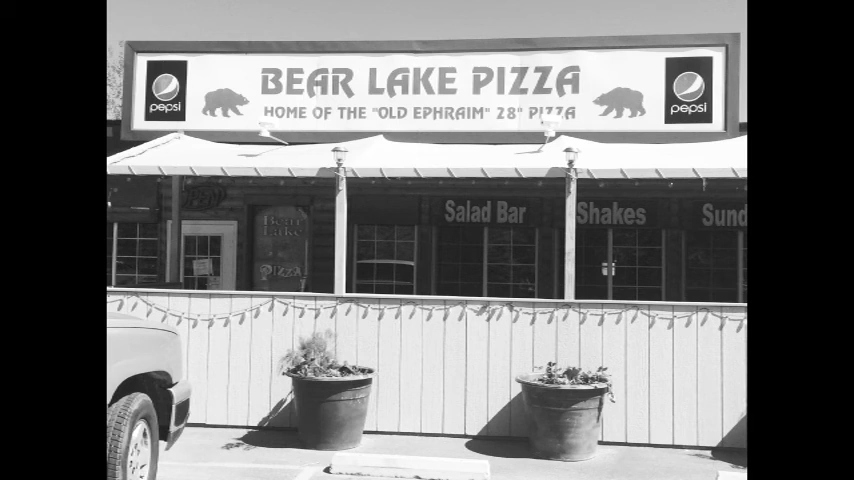 pepsi
BEAR LAKE PIZZA
HOME OF THE "OLD EPHRAIM" 28" PIZZA
pepsi
OPEN
Salad Bar
Shakes
Sund
Bear
Lake
Pizza